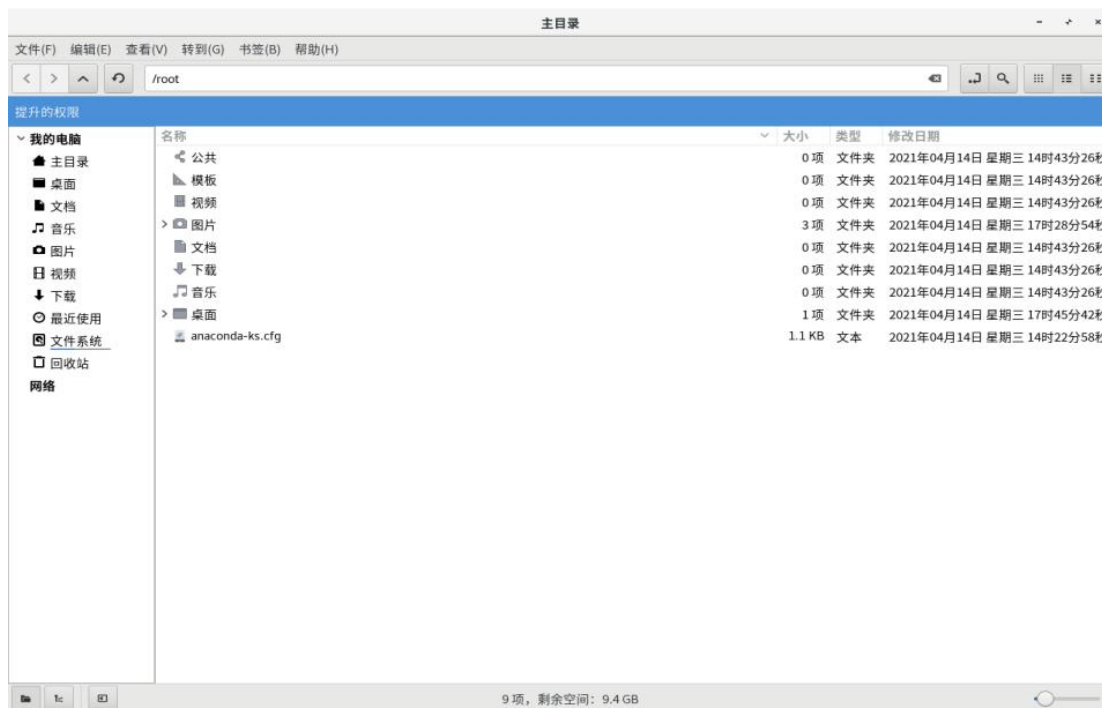 主目录
文件(F) 编辑(E) 查看(V) 转到(G) 书签(B) 帮助(H)
/root
提升的权限
我的电脑
主目录
桌面
文档
音乐
图片
视频
下载
最近使用
文件系统
回收站
网络
名称 大小 类型 修改日期
公共 0 项 文件夹 2021年04月14日 星期三 14时43分26秒
模板 0 项 文件夹 2021年04月14日 星期三 14时43分26秒
视频 0 项 文件夹 2021年04月14日 星期三 14时43分26秒
图片 3 项 文件夹 2021年04月14日 星期三 17时28分54秒
文档 0 项 文件夹 2021年04月14日 星期三 14时43分26秒
下载 0 项 文件夹 2021年04月14日 星期三 14时43分26秒
音乐 0 项 文件夹 2021年04月14日 星期三 14时43分26秒
桌面 1 项 文件夹 2021年04月14日 星期三 17时45分42秒
anaconda-ks.cfg 1.1 KB 文本 2021年04月14日 星期三 14时22分58秒
9 项，剩余空间：9.4 GB